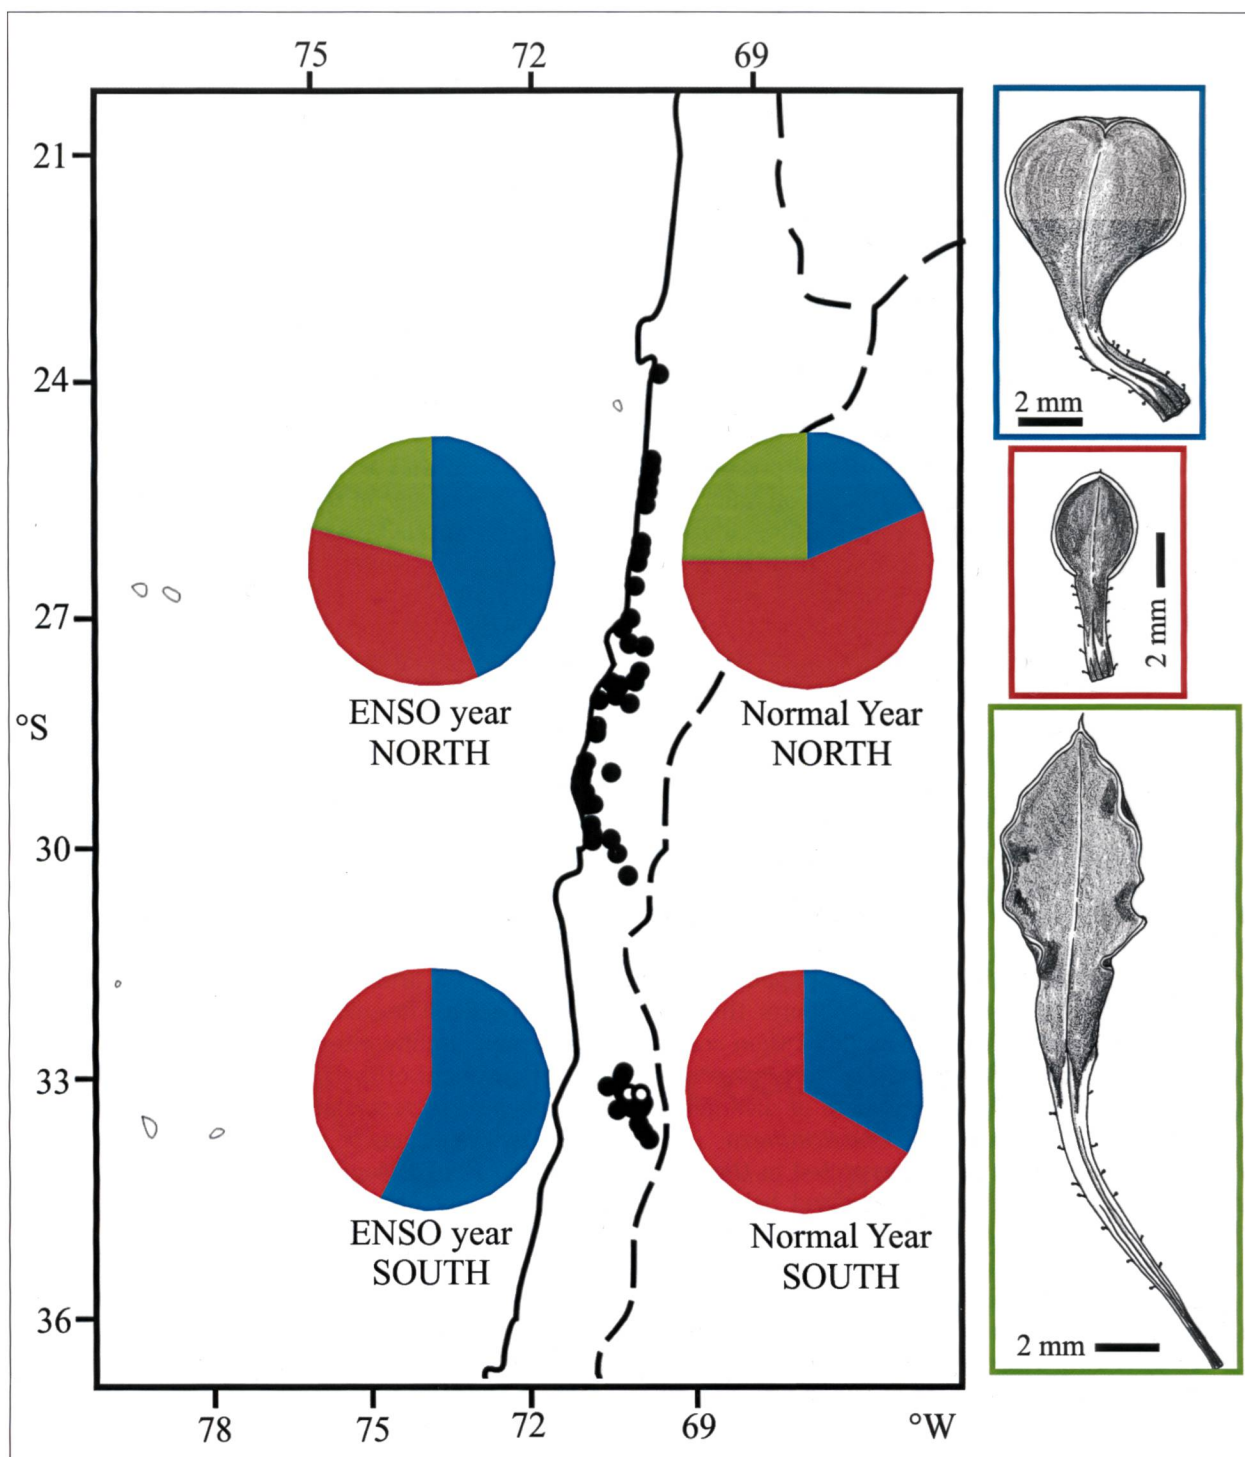 75 72 69
21
24
27
°S
30
33
36
ENSO year
NORTH
Normal Year
NORTH
ENSO year
SOUTH
Normal Year
SOUTH
78 75 72 69 °W
2 mm
2 mm
2 mm